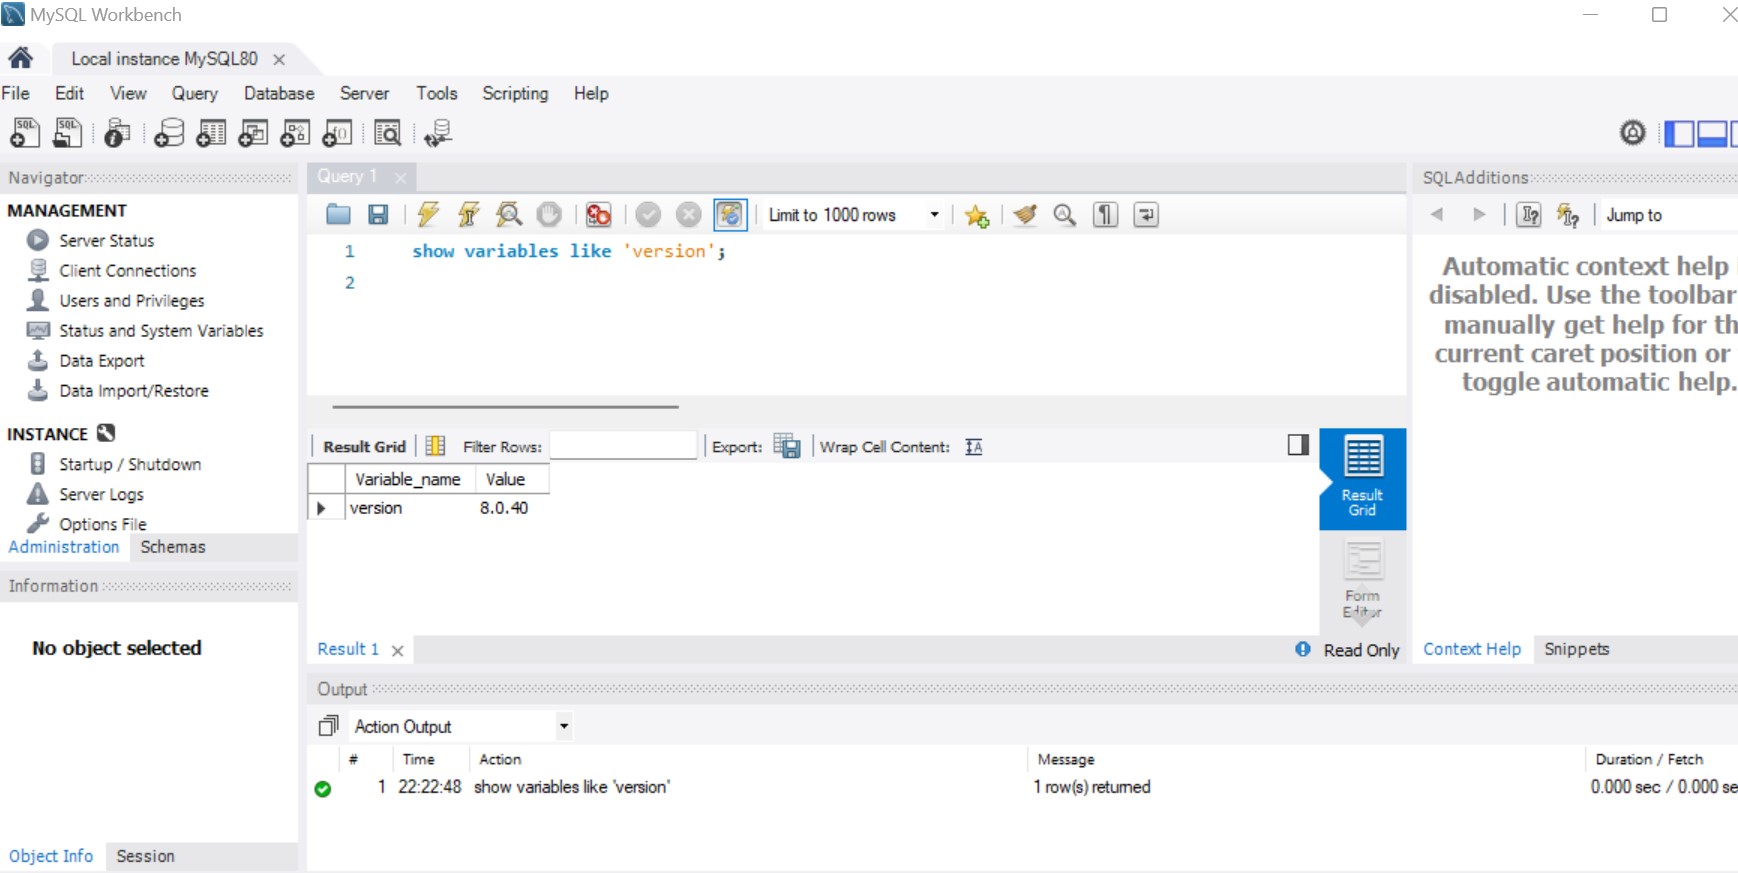 MySQL Workbench
Local instance MySQL80
File Edit View Query Database Server Tools Scripting Help
Navigator
MANAGEMENT
Server Status
Client Connections
Users and Privileges
Status and System Variables
Data Export
Data Import/Restore
INSTANCE
Startup / Shutdown
Server Logs
Options File
Administration Schemas
Information
No object selected
Object Info Session
Query 1
Limit to 1000 rows
1 show variables like 'version';
2
Result Grid Filter Rows: Export: Wrap Cell Content:
Variable_name Value
version 8.0.40
Result Grid
Form Editor
Result 1 Read Only
Output
Action Output
# Time Action Message Duration / Fetch
1 22:22:48 show variables like 'version' 1 row(s) returned 0.000 sec / 0.000 se
SQLAdditions
Jump to
Automatic context help
disabled. Use the toolbar
manually get help for th
current caret position or
toggle automatic help.
Context Help Snippets